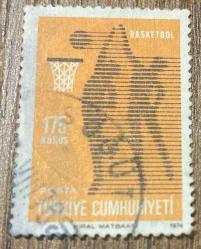 BASKETBOL
175
KURUŞ
POSTA
TÜRKİYE CUMHURİYETİ
1974